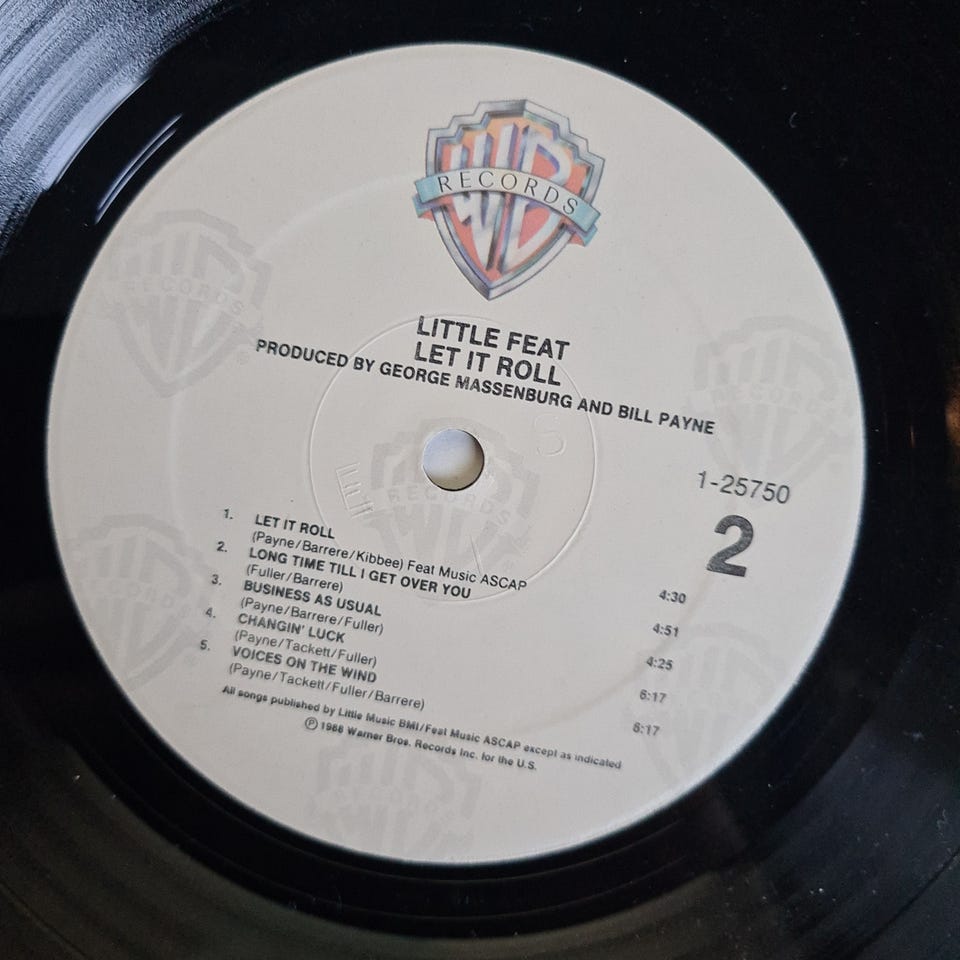 WB
RECORDS
LITTLE FEAT
LET IT ROLL
PRODUCED BY GEORGE MASSENBURG AND BILL PAYNE
1-25750
2
1. LET IT ROLL
(Payne/Barrere/Kibbee) Feat Music ASCAP 4:30
2. LONG TIME TILL I GET OVER YOU
(Fuller/Barrere) 4:51
3. BUSINESS AS USUAL
(Payne/Barrere/Fuller) 4:25
4. CHANGIN' LUCK
(Payne/Tackett/Fuller) 6:17
5. VOICES ON THE WIND
(Payne/Tackett/Fuller/Barrere) 6:17
All songs published by Little Music BMI/Feat Music ASCAP except as indicated
Ⓟ 1988 Warner Bros. Records Inc. for the U.S.